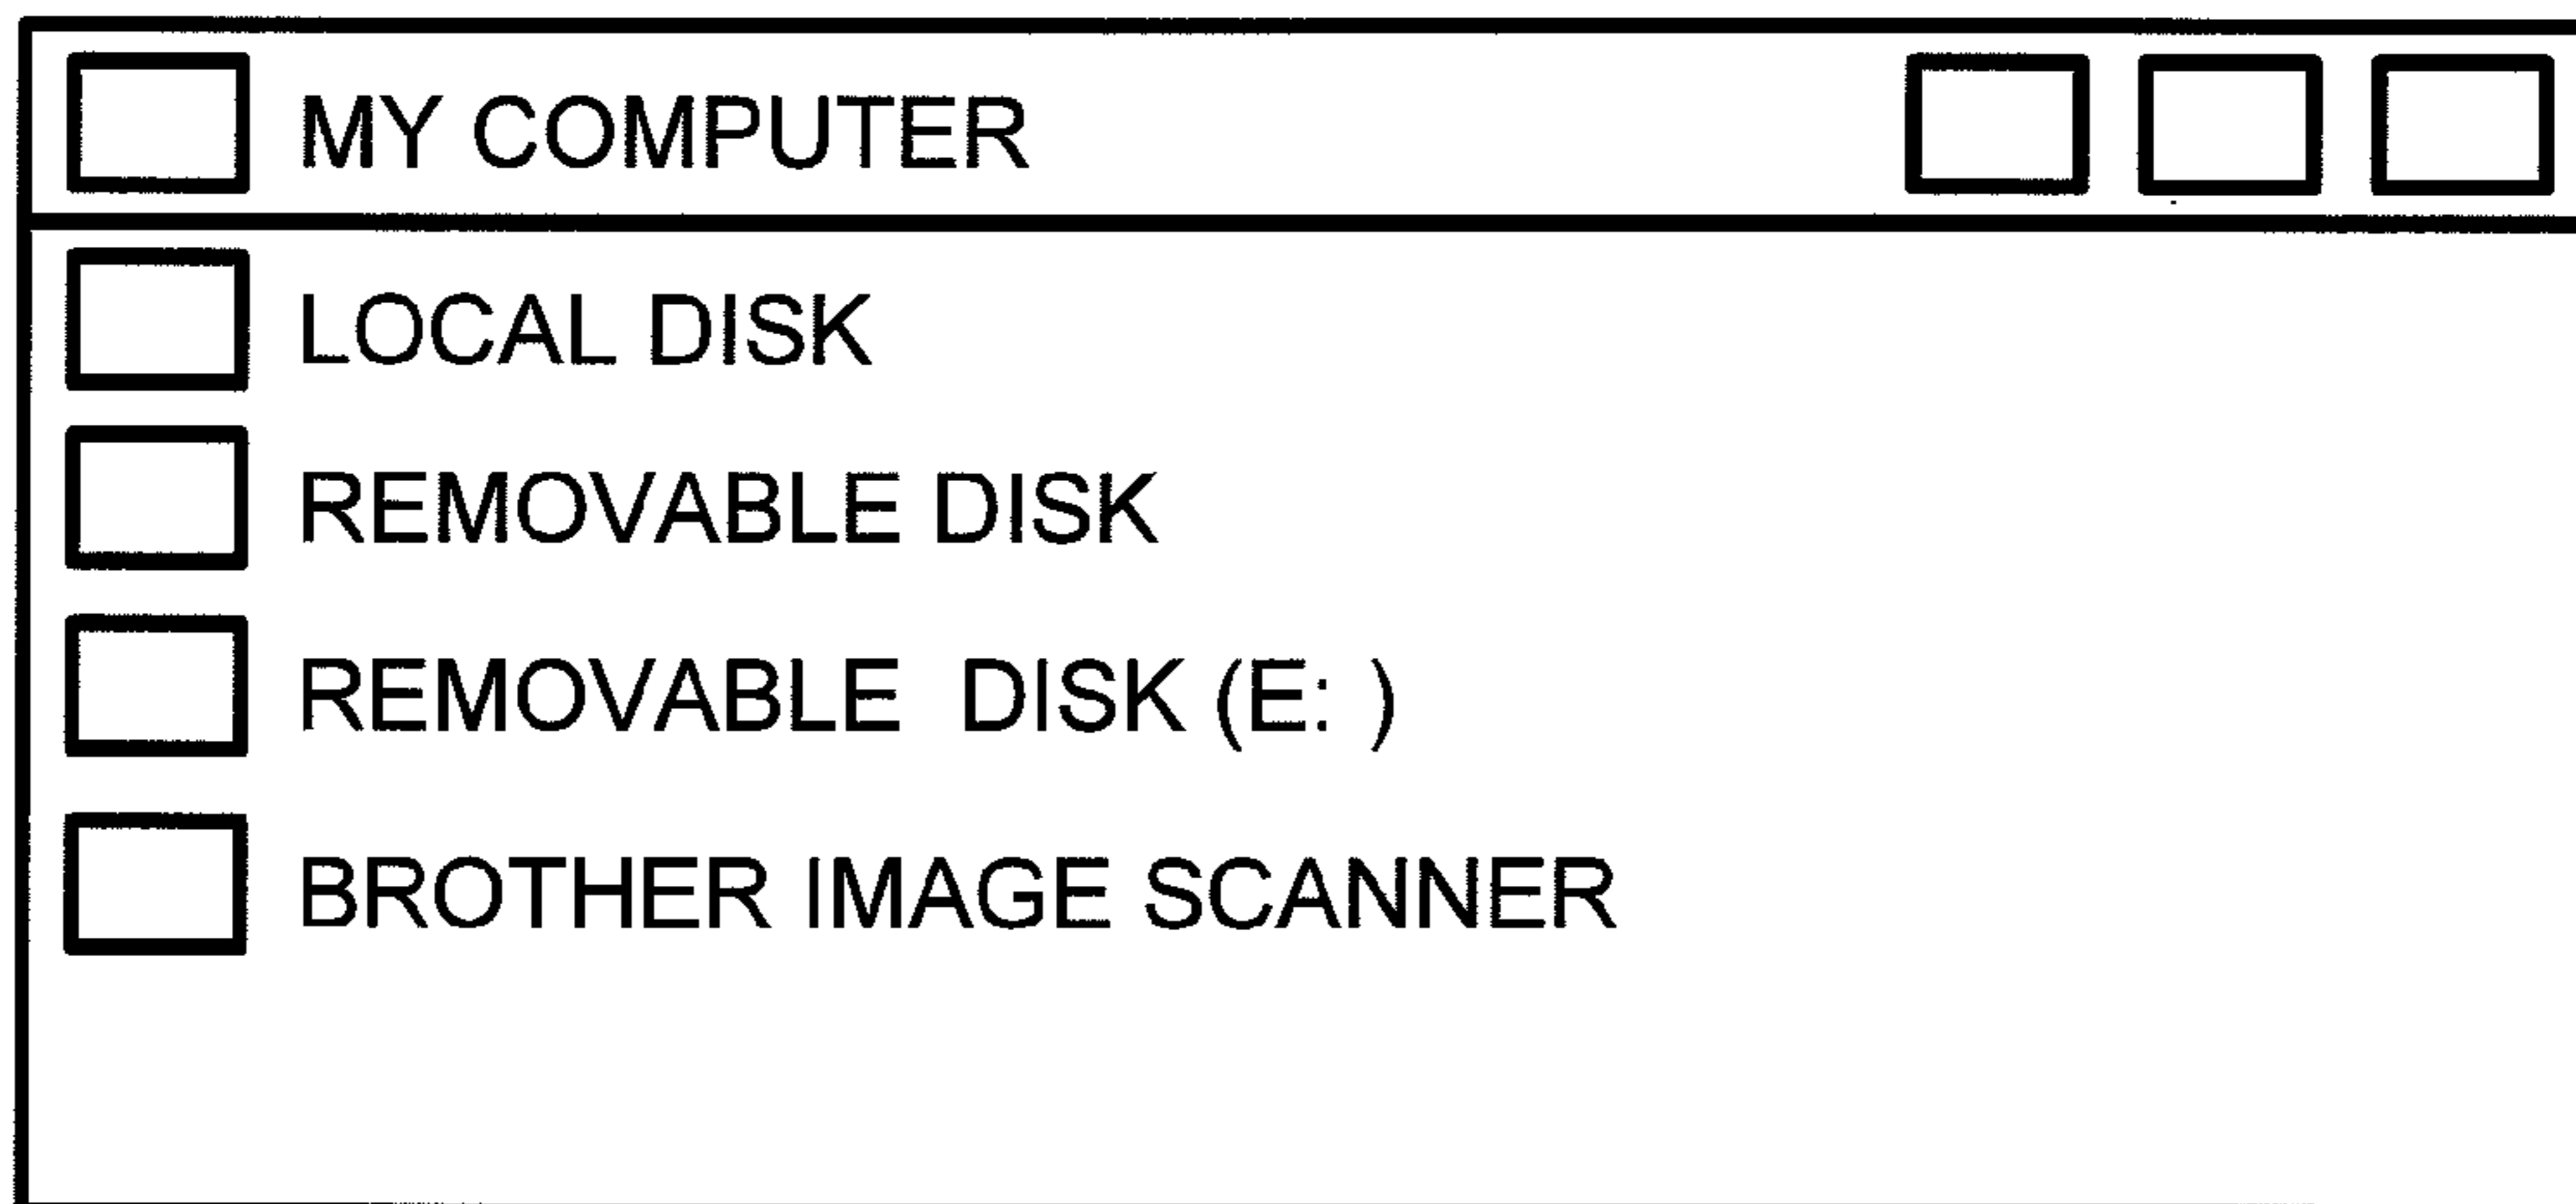 MY COMPUTER
LOCAL DISK
REMOVABLE DISK
REMOVABLE DISK (E: )
BROTHER IMAGE SCANNER